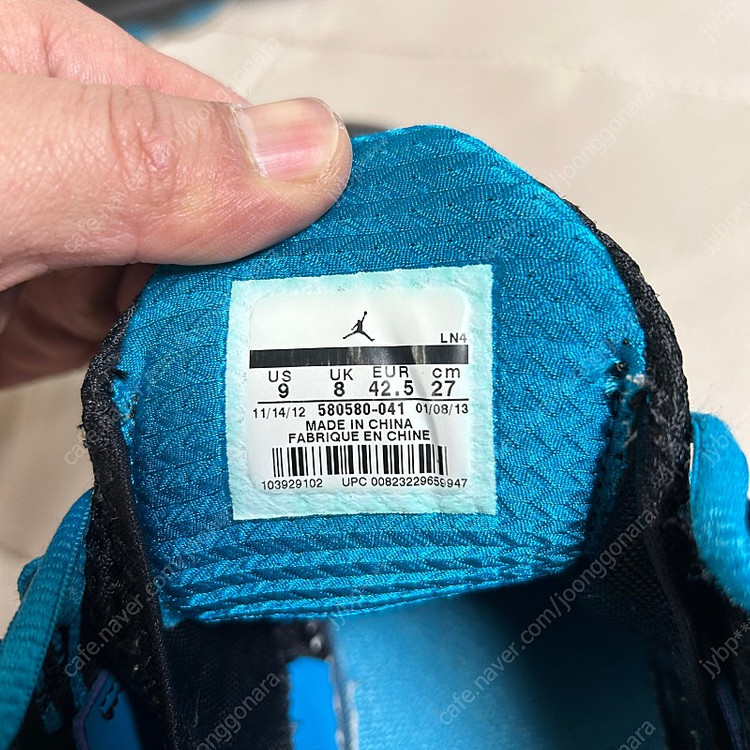 LN4
US UK EUR cm
9 8 42.5 27
11/14/12 580580-041 01/08/13
MADE IN CHINA
FABRIQUE EN CHINE
103929102 UPC 00823229659947
cafe.naver.com/joonggonara
jybp***